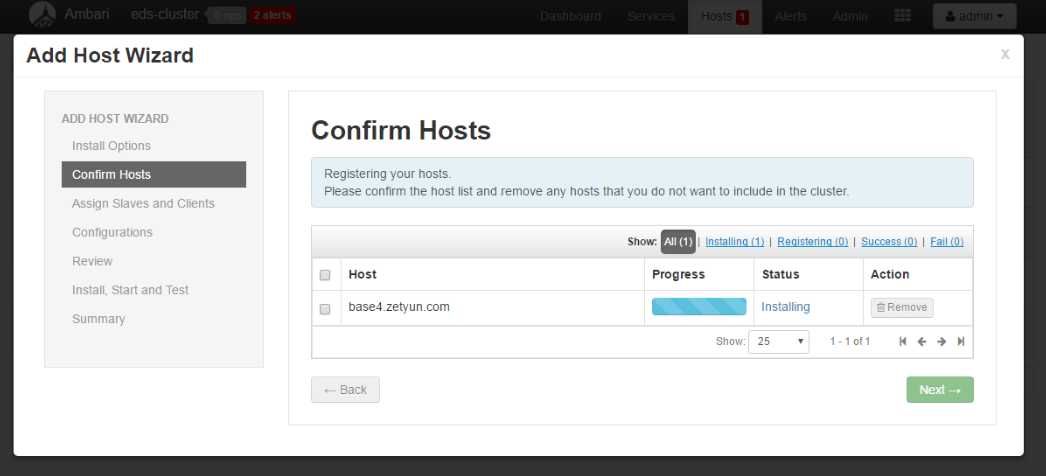 Ambari eds-cluster 0 ops 2 alerts Dashboard Services Hosts 1 Alerts Admin admin
Add Host Wizard X
ADD HOST WIZARD
Install Options
Confirm Hosts
Assign Slaves and Clients
Configurations
Review
Install, Start and Test
Summary
Confirm Hosts
Registering your hosts.
Please confirm the host list and remove any hosts that you do not want to include in the cluster.
Show: All (1) | Installing (1) | Registering (0) | Success (0) | Fail (0)
Host Progress Status Action
base4.zetyun.com Installing Remove
Show: 25 1 - 1 of 1
← Back Next →